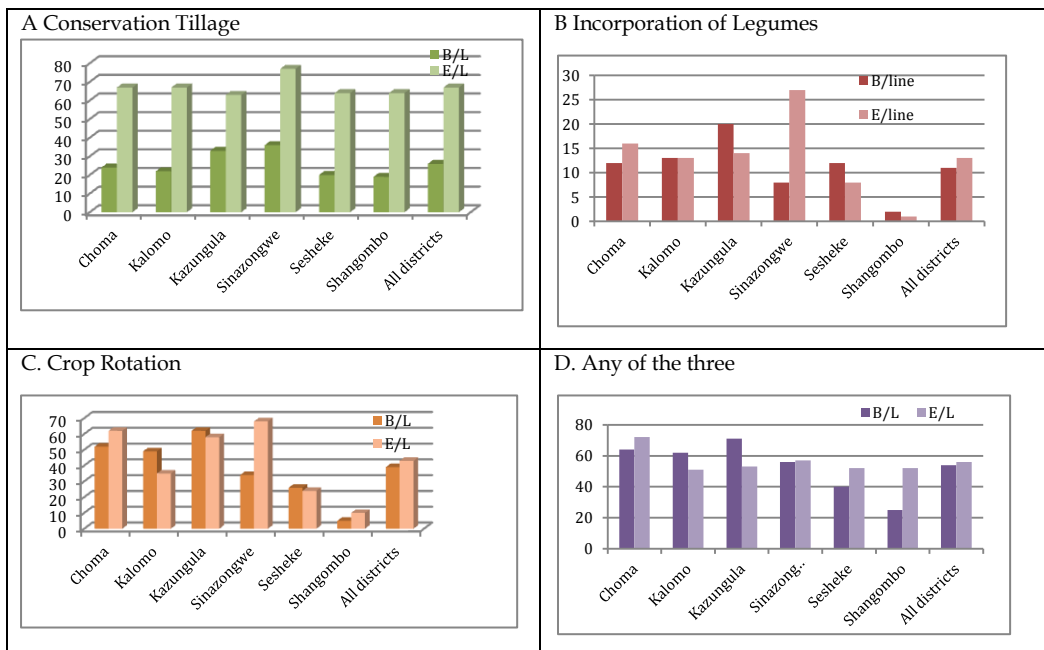 A Conservation Tillage
B/L
E/L
80
70
60
50
40
30
20
10
0
Choma
Kalomo
Kazungula
Sinazongwe
Sesheke
Shangombo
All districts
B Incorporation of Legumes
B/line
E/line
30
25
20
15
10
5
0
Choma
Kalomo
Kazungula
Sinazongwe
Sesheke
Shangombo
All districts
C. Crop Rotation
B/L
E/L
70
60
50
40
30
20
10
0
Choma
Kalomo
Kazungula
Sinazongwe
Sesheke
Shangombo
All districts
D. Any of the three
B/L E/L
80
60
40
20
0
Choma
Kalomo
Kazungula
Sinazong..
Sesheke
Shangombo
All districts